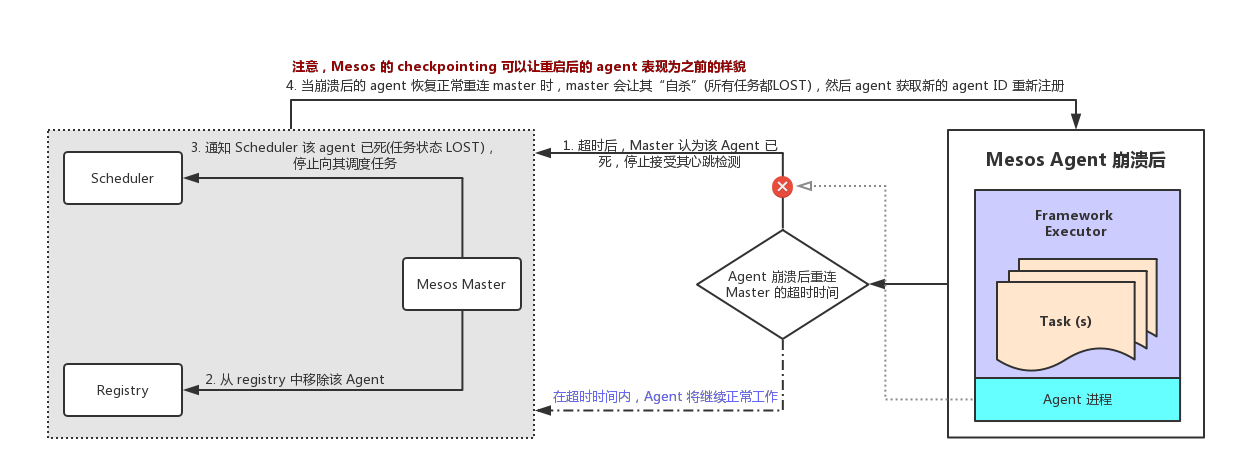 注意，Mesos 的 checkpointing 可以让重启后的 agent 表现为之前的样貌
4. 当崩溃后的 agent 恢复正常重连 master 时，master 会让其“自杀”(所有任务都LOST)，然后 agent 获取新的 agent ID 重新注册
3. 通知 Scheduler 该 agent 已死(任务状态 LOST)，
停止向其调度任务
Scheduler
Mesos Master
2. 从 registry 中移除该 Agent
Registry
1. 超时后，Master 认为该 Agent 已
死，停止接受其心跳检测
Agent 崩溃后重连
Master 的超时时间
在超时时间内，Agent 将继续正常工作
Mesos Agent 崩溃后
Framework
Executor
Task (s)
Agent 进程